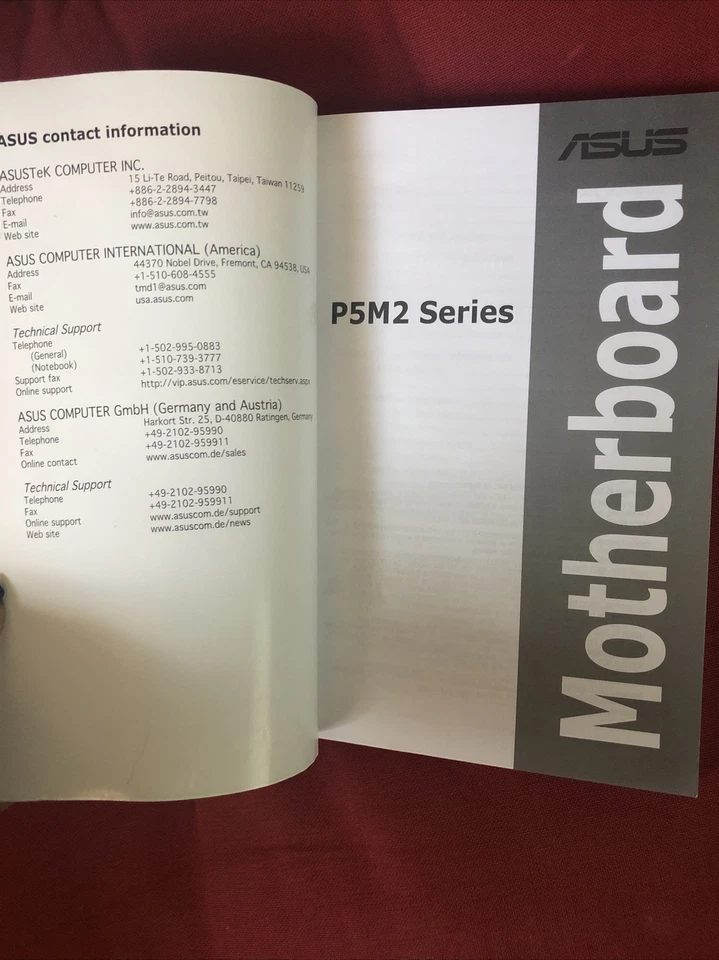 ASUS contact information
ASUSTeK COMPUTER INC.
Address 15 Li-Te Road, Peitou, Taipei, Taiwan 11259
Telephone +886-2-2894-3447
Fax +886-2-2894-7798
E-mail info@asus.com.tw
Web site www.asus.com.tw
ASUS COMPUTER INTERNATIONAL (America)
Address 44370 Nobel Drive, Fremont, CA 94538, USA
Fax +1-510-608-4555
E-mail tmd1@asus.com
Web site usa.asus.com
Technical Support
Telephone
(General) +1-502-995-0883
(Notebook) +1-510-739-3777
Support fax +1-502-933-8713
Online support http://vip.asus.com/eservice/techserv.aspx
ASUS COMPUTER GmbH (Germany and Austria)
Address Harkort Str. 25, D-40880 Ratingen, Germany
Telephone +49-2102-95990
Fax +49-2102-959911
Online contact www.asuscom.de/sales
Technical Support
Telephone +49-2102-95990
Fax +49-2102-959911
Online support www.asuscom.de/support
Web site www.asuscom.de/news
P5M2 Series
ASUS
Motherboard